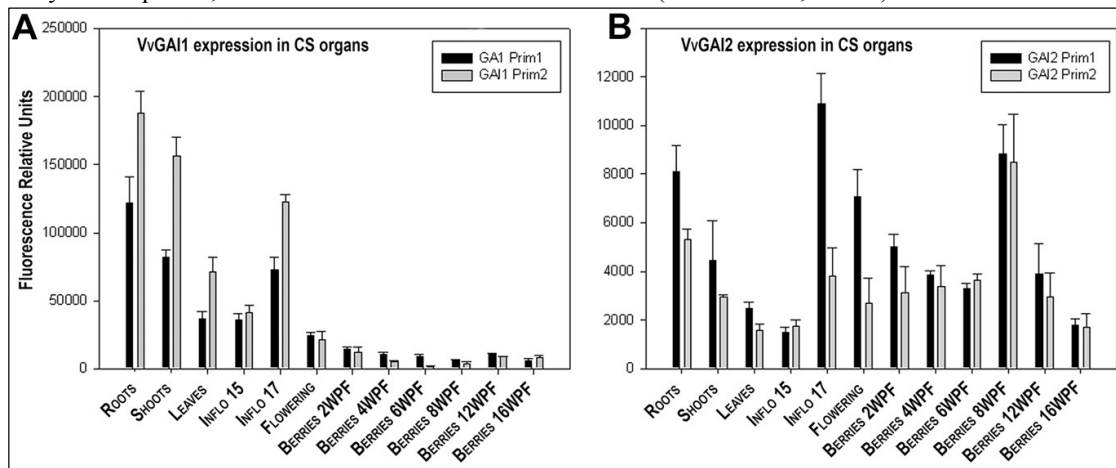 A
VvGAI1 expression in CS organs
GA1 Prim1
GAI1 Prim2
Fluorescence Relative Units
250000
200000
150000
100000
50000
0
ROOTS
SHOOTS
LEAVES
INFLO 15
INFLO 17
FLOWERING
BERRIES 2WPF
BERRIES 4WPF
BERRIES 6WPF
BERRIES 8WPF
BERRIES 12WPF
BERRIES 16WPF
B
VvGAI2 expression in CS organs
GAI2 Prim1
GAI2 Prim2
12000
10000
8000
6000
4000
2000
0
ROOTS
SHOOTS
LEAVES
INFLO 15
INFLO 17
FLOWERING
BERRIES 2WPF
BERRIES 4WPF
BERRIES 6WPF
BERRIES 8WPF
BERRIES 12WPF
BERRIES 16WPF